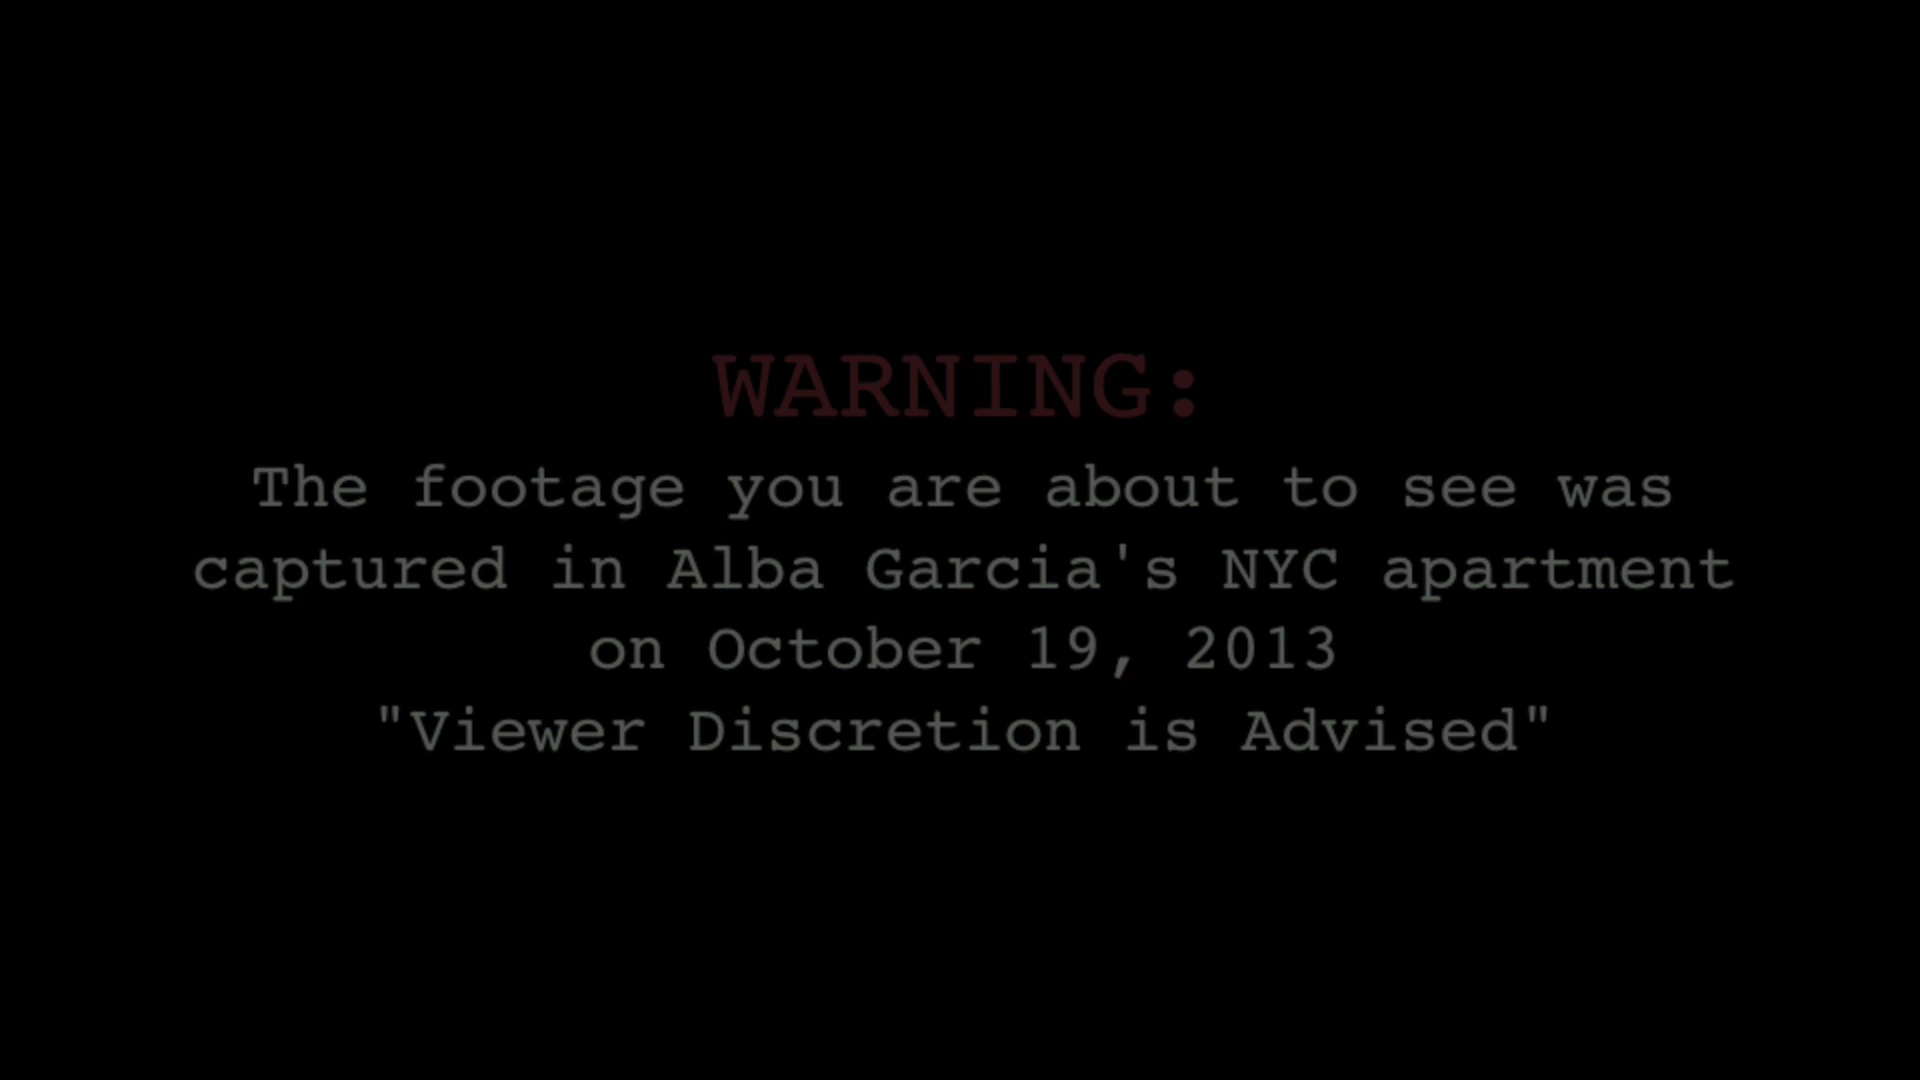 WARNING:
The footage you are about to see was
captured in Alba Garcia's NYC apartment
on October 19, 2013
"Viewer Discretion is Advised"